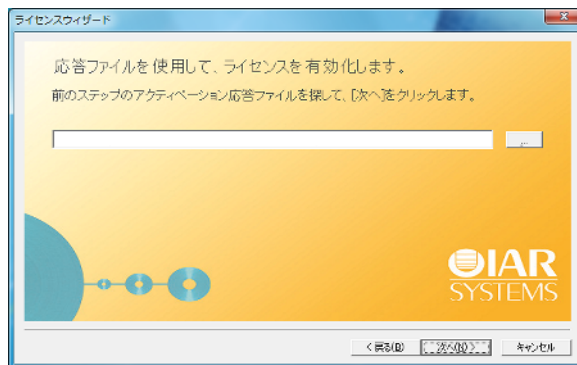 ライセンスウィザード
応答ファイルを使用して、ライセンスを有効化します。
前のステップのアクティベーション応答ファイルを探して、[次へ]をクリックします。
...
IAR
SYSTEMS
< 戻る(B)
次へ(N) >
キャンセル